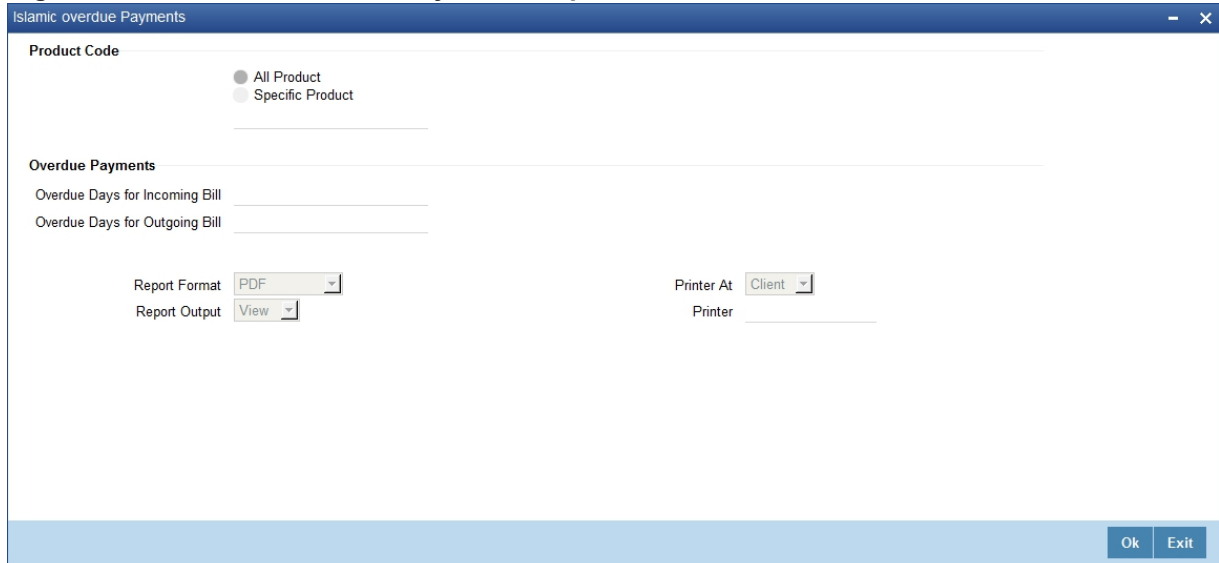 Islamic overdue Payments
Product Code
All Product
Specific Product
Overdue Payments
Overdue Days for Incoming Bill
Overdue Days for Outgoing Bill
Report Format PDF Printer At Client
Report Output View Printer
Ok Exit